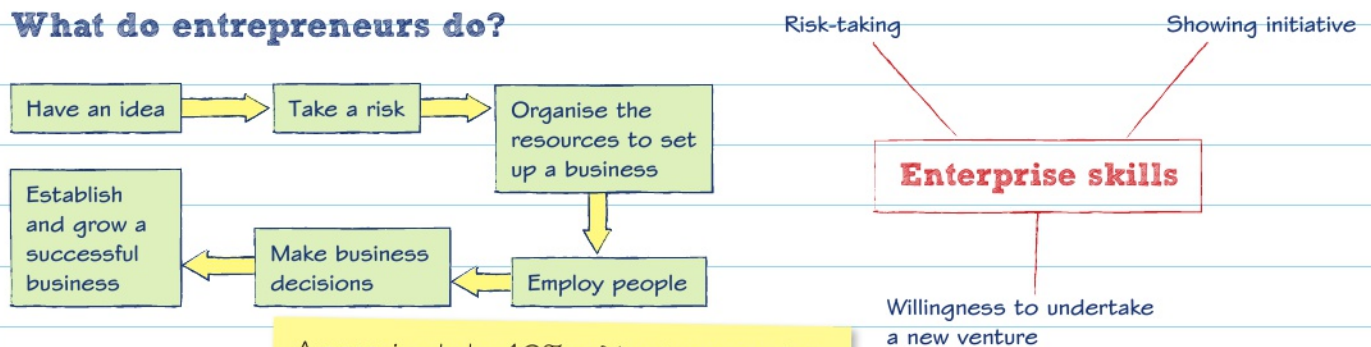 What do entrepreneurs do?
Have an idea
Take a risk
Organise the
resources to set
up a business
Employ people
Make business
decisions
Establish
and grow a
successful
business
Risk-taking
Showing initiative
Enterprise skills
Willingness to undertake
a new venture